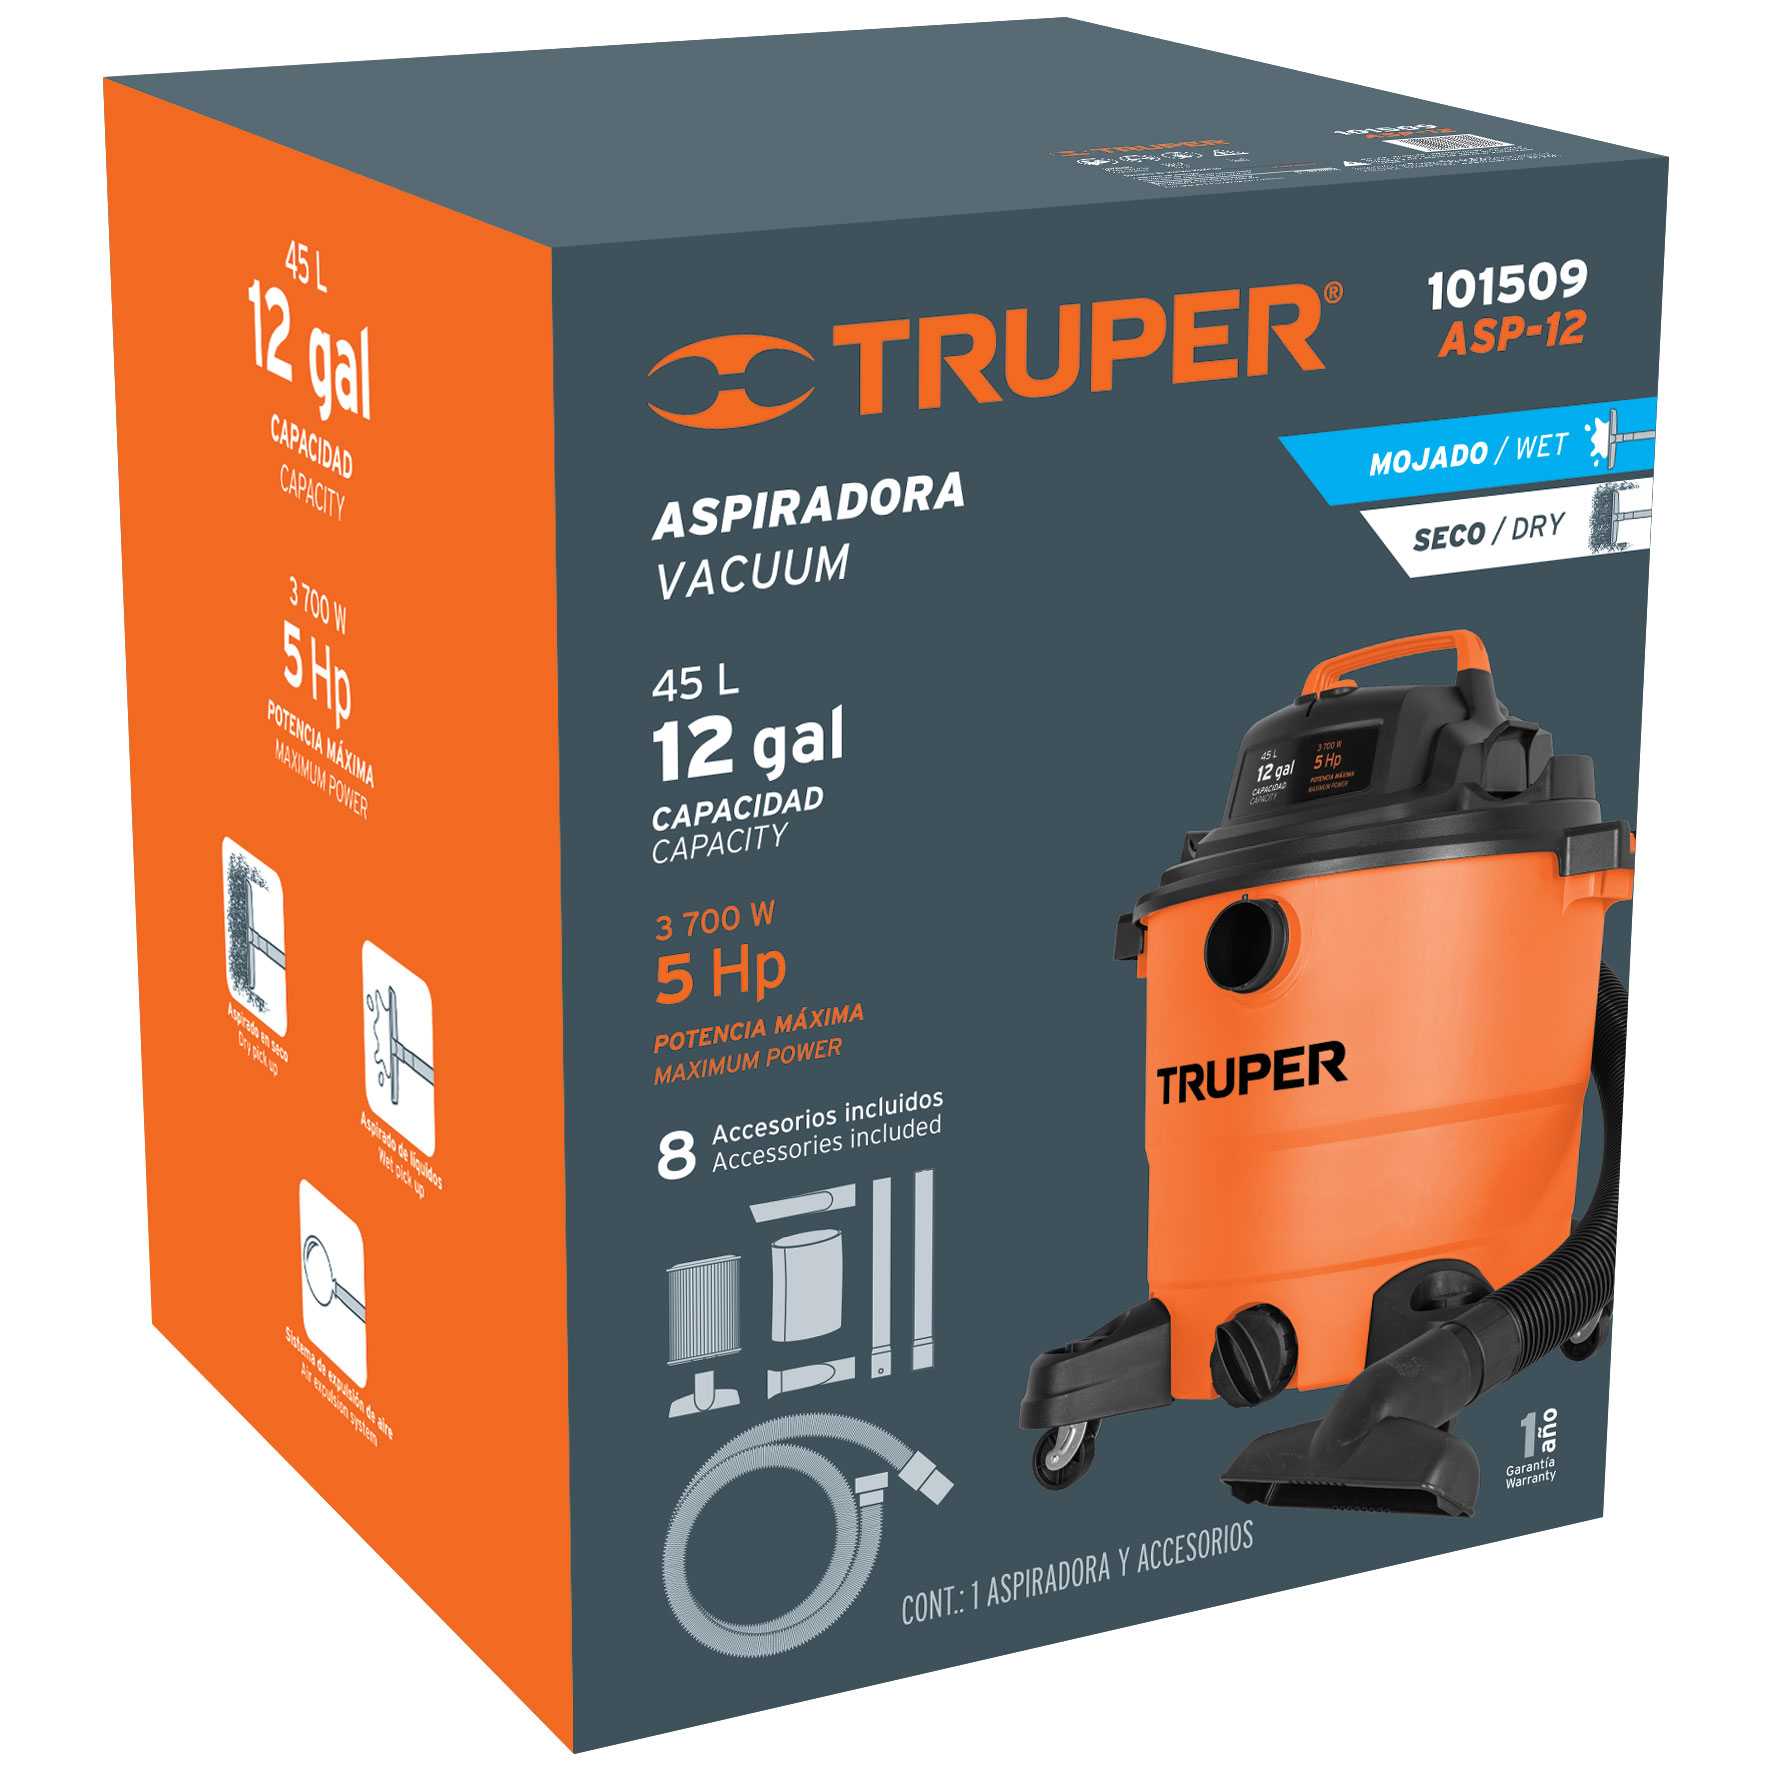 TRUPER
101509
ASP-12
TRUPER®
101509
ASP-12
MOJADO / WET
SECO / DRY
ASPIRADORA
VACUUM
45 L
12 gal
CAPACIDAD
CAPACITY
3 700 W
5 Hp
POTENCIA MÁXIMA
MAXIMUM POWER
8 Accesorios incluidos
Accessories included
CONT.: 1 ASPIRADORA Y ACCESORIOS
45 L
12 gal
CAPACIDAD
CAPACITY
3 700 W
5 Hp
POTENCIA MÁXIMA
MAXIMUM POWER
TRUPER
1 año
Garantía
Warranty
45 L
12 gal
CAPACIDAD
CAPACITY
3 700 W
5 Hp
POTENCIA MÁXIMA
MAXIMUM POWER
Aspirado en seco
Dry pick up
Aspirado de líquidos
Wet pick up
Sistema de expulsión de aire
Air expulsion system